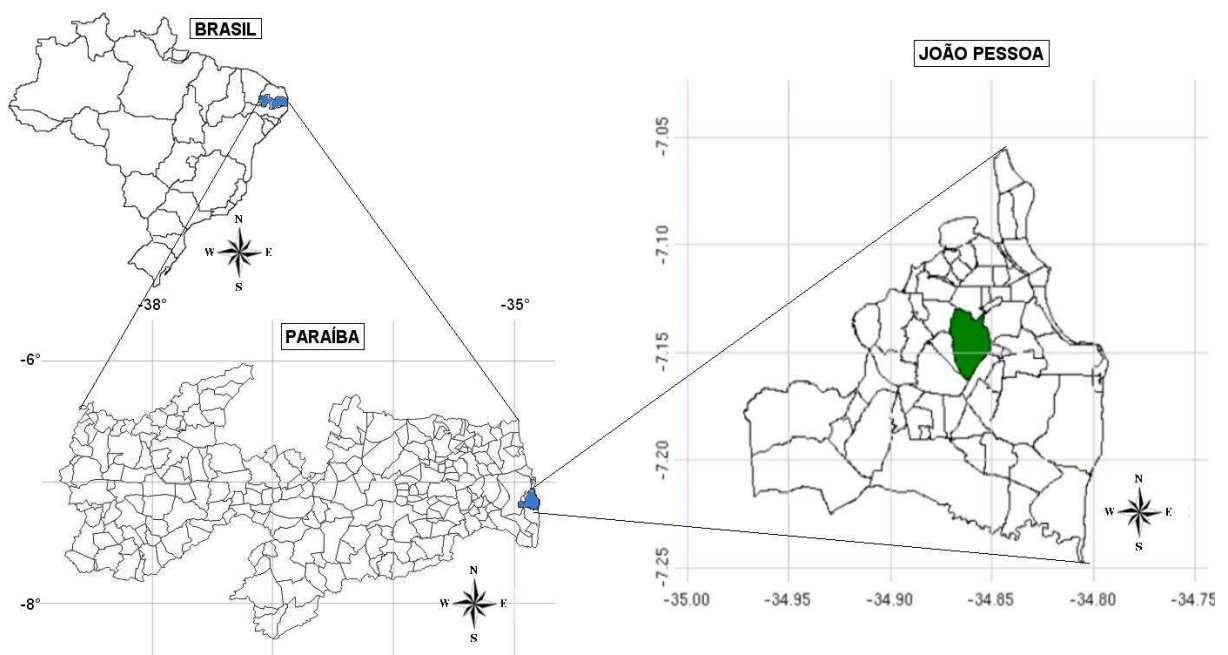 BRASIL
N
W E
S
-38° -35°
PARAÍBA
-6°
-8°
N
W E
S
JOÃO PESSOA
-7.05
-7.10
-7.15
-7.20
-7.25
N
W E
S
-35.00 -34.95 -34.90 -34.85 -34.80 -34.75